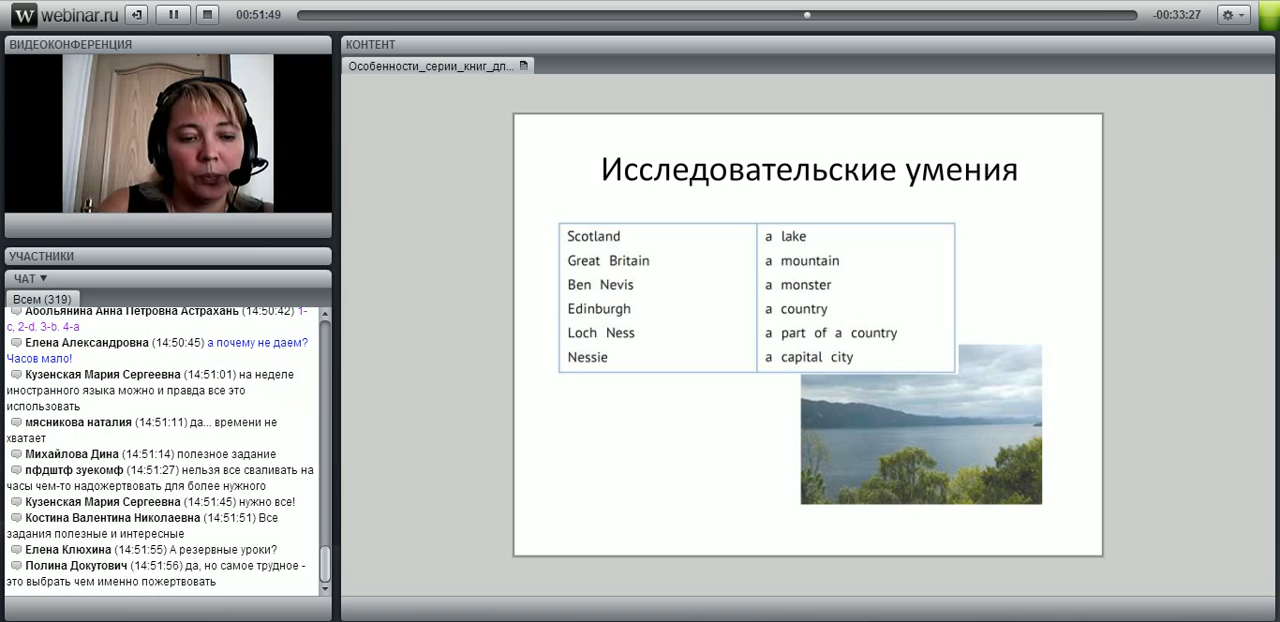 webinar.ru
00:51:49
-00:33:27
ВИДЕОКОНФЕРЕНЦИЯ
УЧАСТНИКИ
ЧАТ ▼
Всем (319)
Абольянина Анна Петровна Астрахань (14:50:42) 1-
с, 2-d. 3-b. 4-a
Елена Александровна (14:50:45) а почему не даем?
Часов мало!
Кузенская Мария Сергеевна (14:51:01) на неделе
иностранного языка можно и правда все это
использовать
мясникова наталия (14:51:11) да... времени не
хватает
Михайлова Дина (14:51:14) полезное задание
пфдштф зуекомф (14:51:27) нельзя все сваливать на
часы чем-то надожертвовать для более нужного
Кузенская Мария Сергеевна (14:51:45) нужно все!
Костина Валентина Николаевна (14:51:51) Все
задания полезные и интересные
Елена Клюхина (14:51:55) А резервные уроки?
Полина Докутович (14:51:56) да, но самое трудное -
это выбрать чем именно пожертвовать
КОНТЕНТ
Особенности_серии_книг_дл...
Исследовательские умения
Scotland
Great Britain
Ben Nevis
Edinburgh
Loch Ness
Nessie
a lake
a mountain
a monster
a country
a part of a country
a capital city